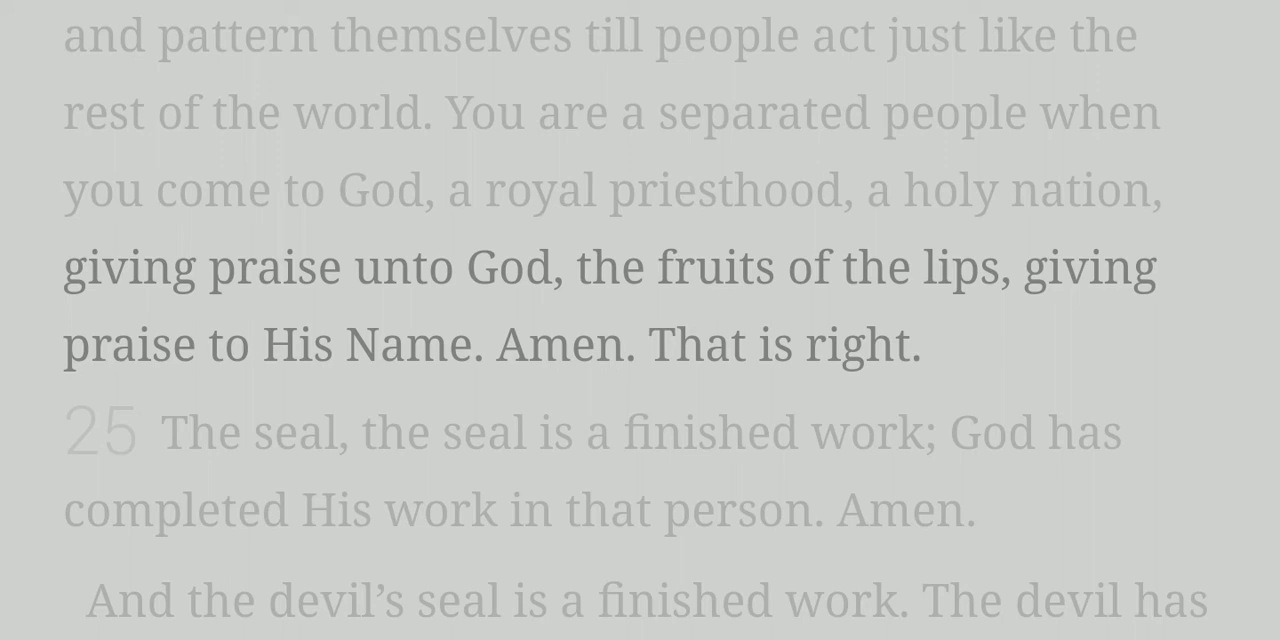 and pattern themselves till people act just like the
rest of the world. You are a separated people when
you come to God, a royal priesthood, a holy nation,
giving praise unto God, the fruits of the lips, giving
praise to His Name. Amen. That is right.
25 The seal, the seal is a finished work; God has
completed His work in that person. Amen.
And the devil’s seal is a finished work. The devil has